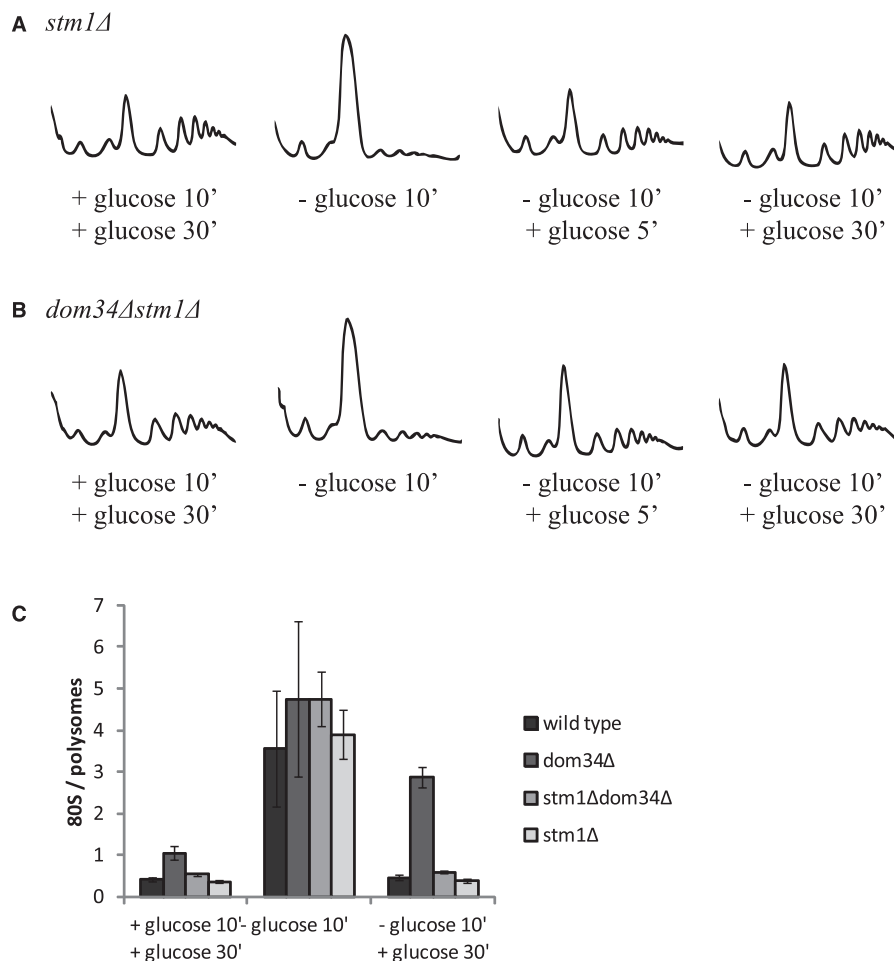 A stm1Δ
+ glucose 10’
+ glucose 30’
- glucose 10’
- glucose 10’
+ glucose 5’
- glucose 10’
+ glucose 30’
B dom34Δstm1Δ
+ glucose 10’
+ glucose 30’
- glucose 10’
- glucose 10’
+ glucose 5’
- glucose 10’
+ glucose 30’
C
80S / polysomes
7
6
5
4
3
2
1
0
+ glucose 10'
+ glucose 30'
- glucose 10'
- glucose 10'
+ glucose 30'
wild type
dom34Δ
stm1Δdom34Δ
stm1Δ